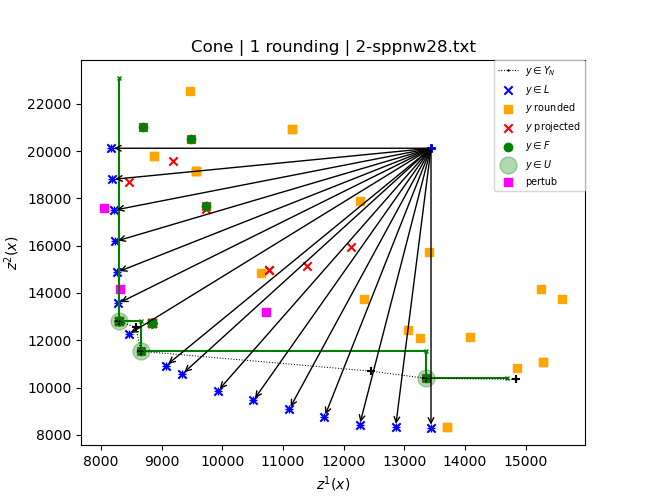 Cone | 1 rounding | 2-sppnw28.txt
y ∈ Y_N
y ∈ L
y rounded
y projected
y ∈ F
y ∈ U
pertub
22000
20000
18000
16000
14000
12000
10000
8000
z²(x)
8000 9000 10000 11000 12000 13000 14000 15000
z¹(x)